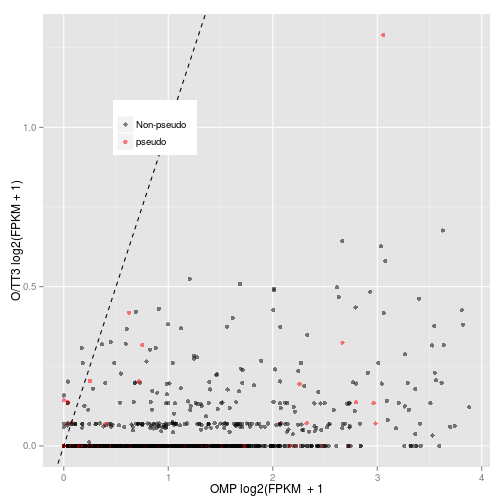 1.0
0.5
0.0
O/TT3 log2(FPKM + 1)
Non-pseudo
pseudo
0 1 2 3 4
OMP log2(FPKM + 1